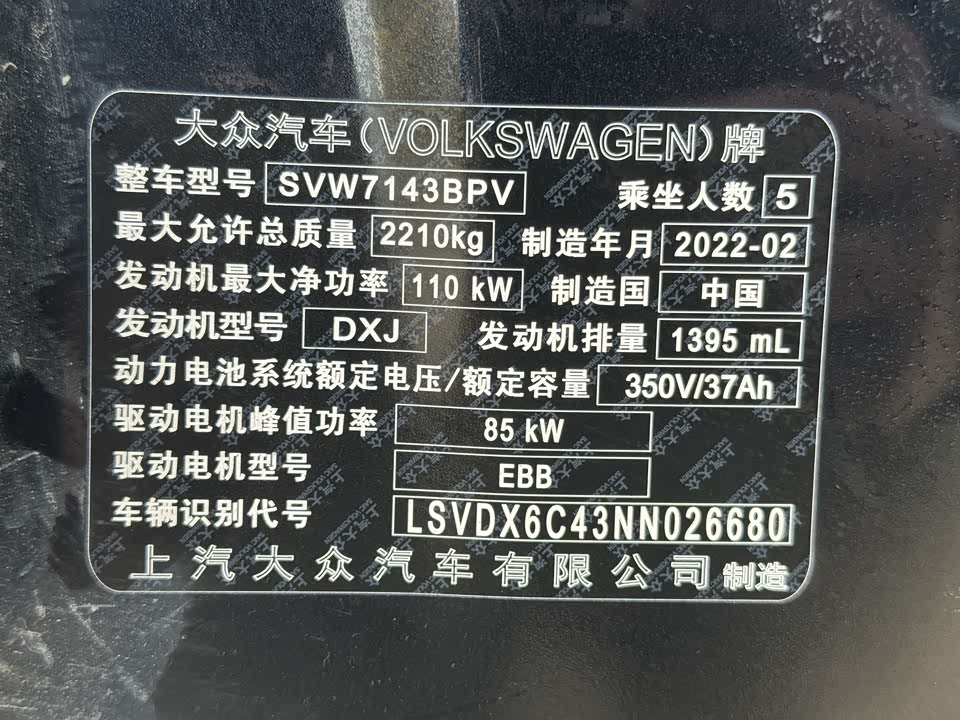 大众汽车(VOLKSWAGEN)牌
整车型号 SVW7143BPV 乘坐人数 5
最大允许总质量 2210kg 制造年月 2022-02
发动机最大净功率 110 kW 制造国 中国
发动机型号 DXJ 发动机排量 1395 mL
动力电池系统额定电压/额定容量 350V/37Ah
驱动电机峰值功率 85 kW
驱动电机型号 EBB
车辆识别代号 LSVDX6C43NN026680
上汽大众汽车有限公司 制造